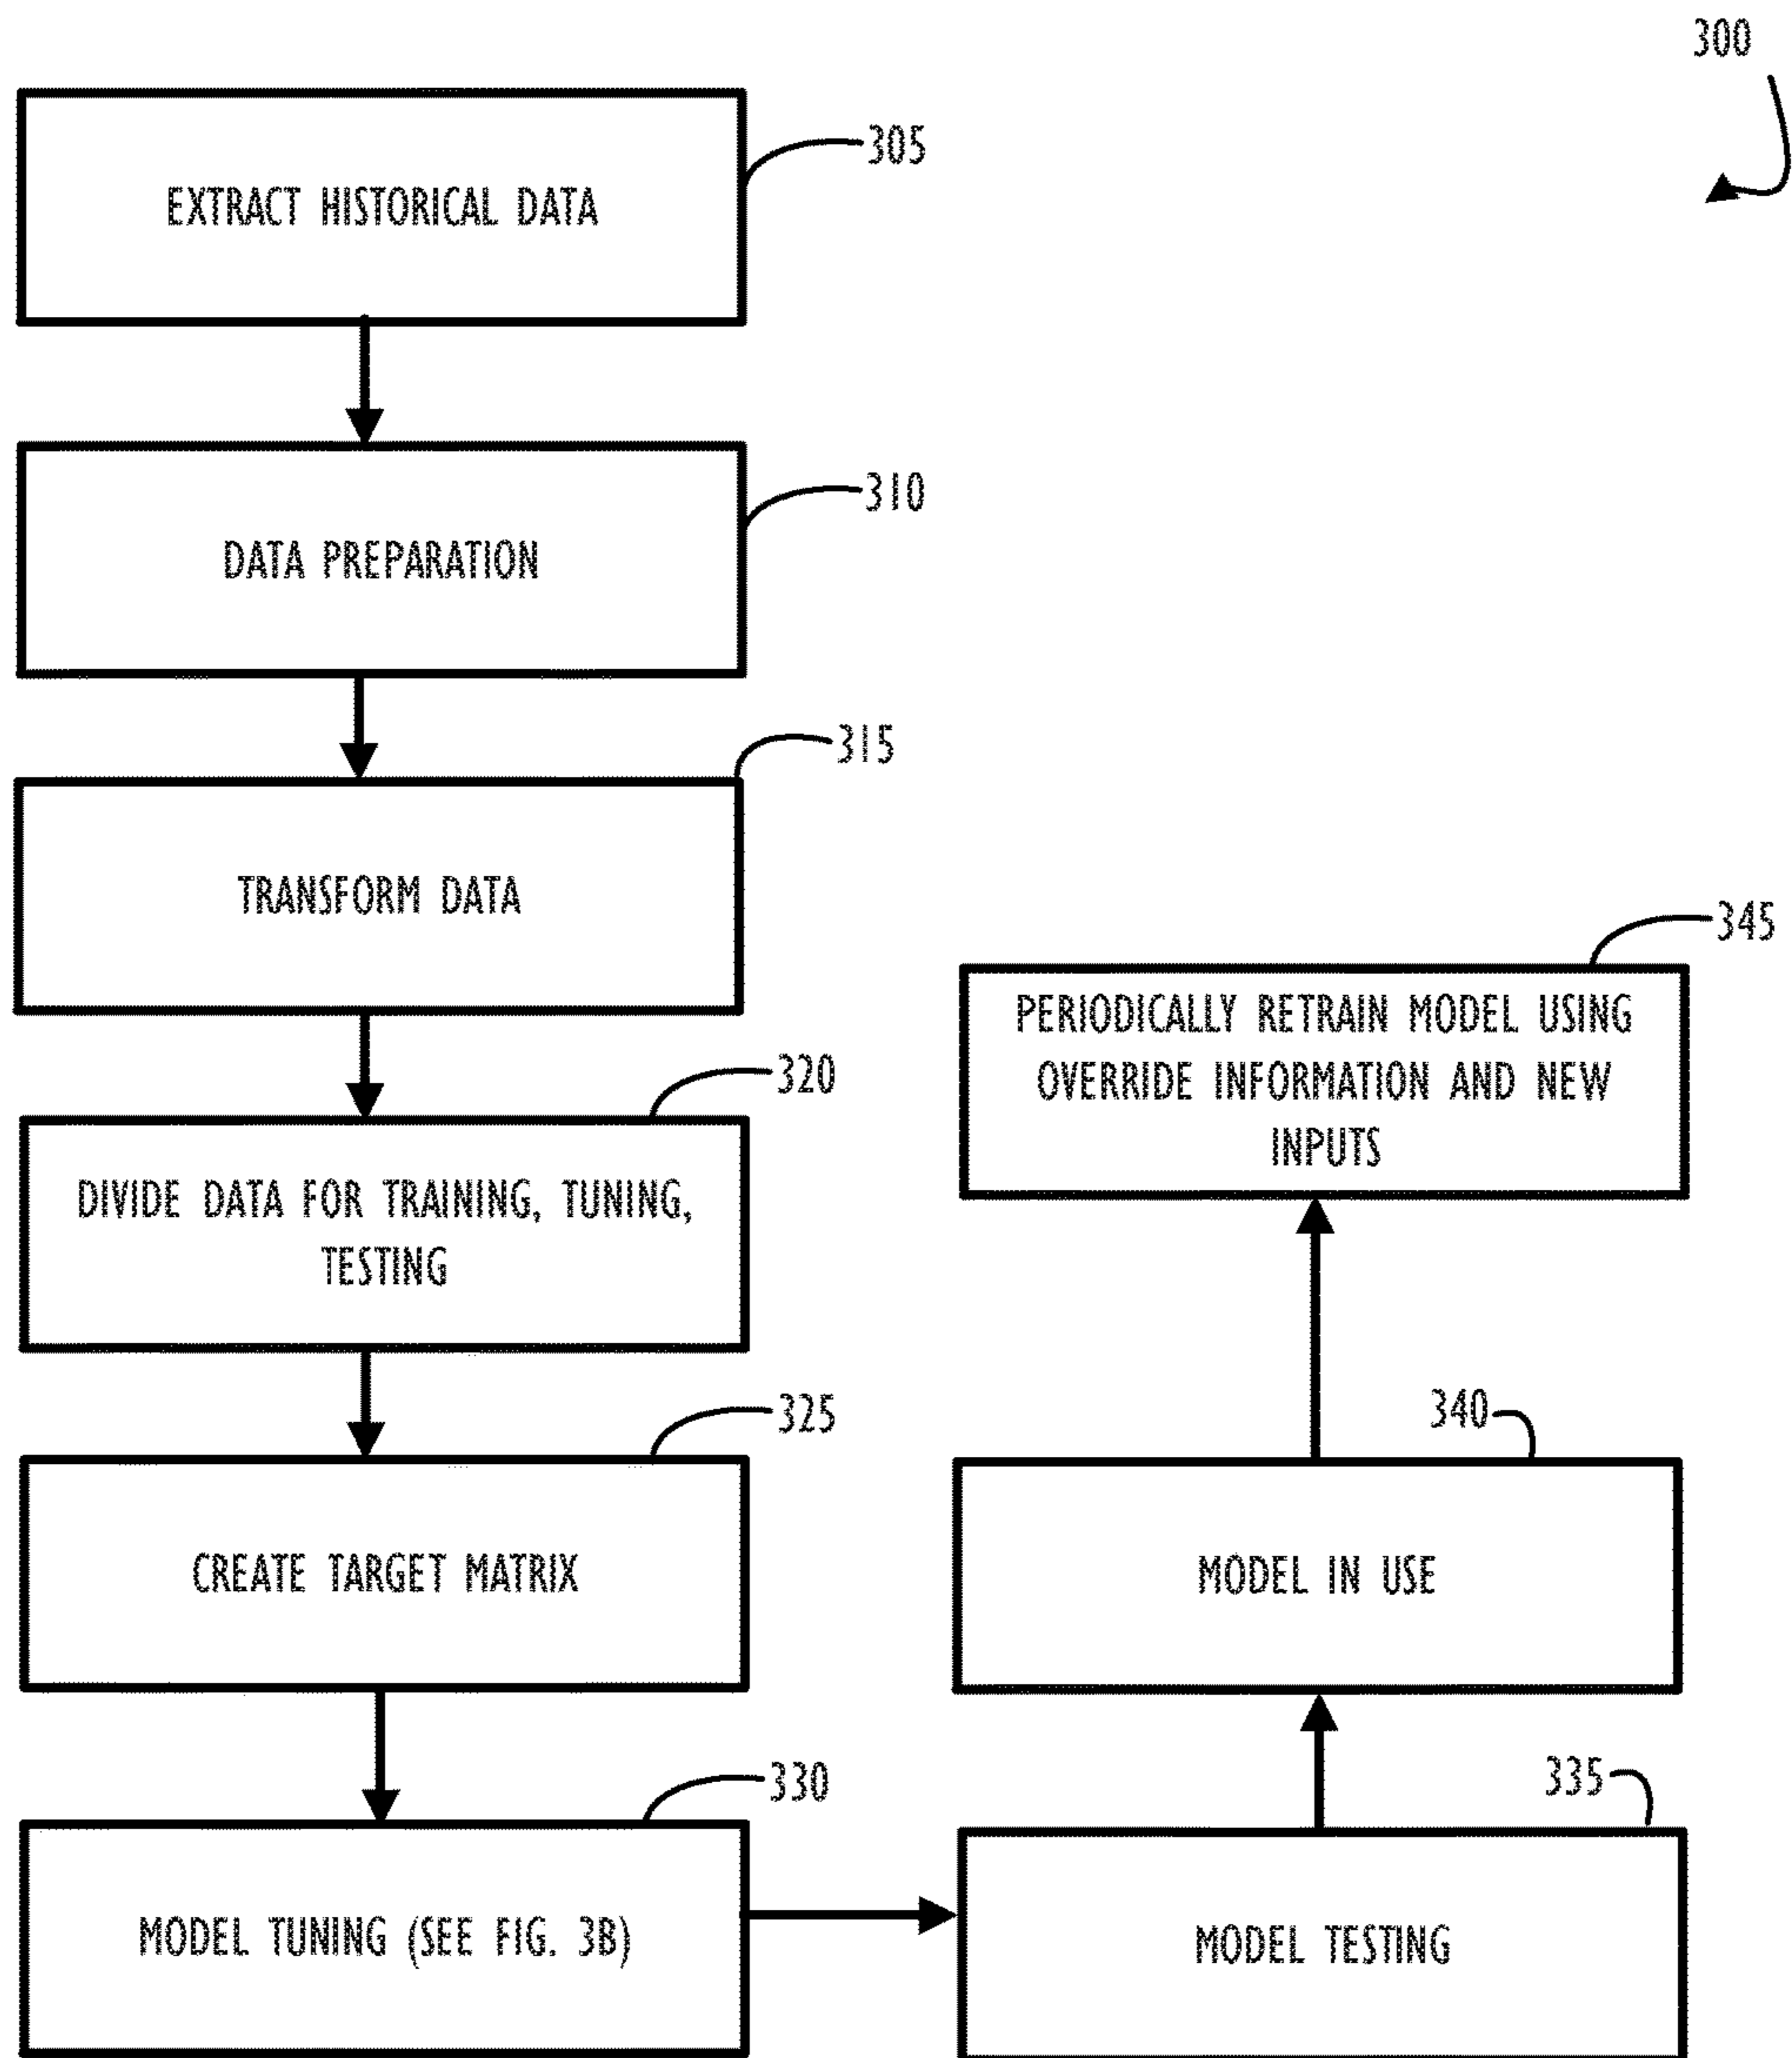 300
EXTRACT HISTORICAL DATA
305
DATA PREPARATION
310
TRANSFORM DATA
315
DIVIDE DATA FOR TRAINING, TUNING,
TESTING
320
CREATE TARGET MATRIX
325
MODEL TUNING (SEE FIG. 3B)
330
MODEL TESTING
335
MODEL IN USE
340
PERIODICALLY RETRAIN MODEL USING
OVERRIDE INFORMATION AND NEW
INPUTS
345